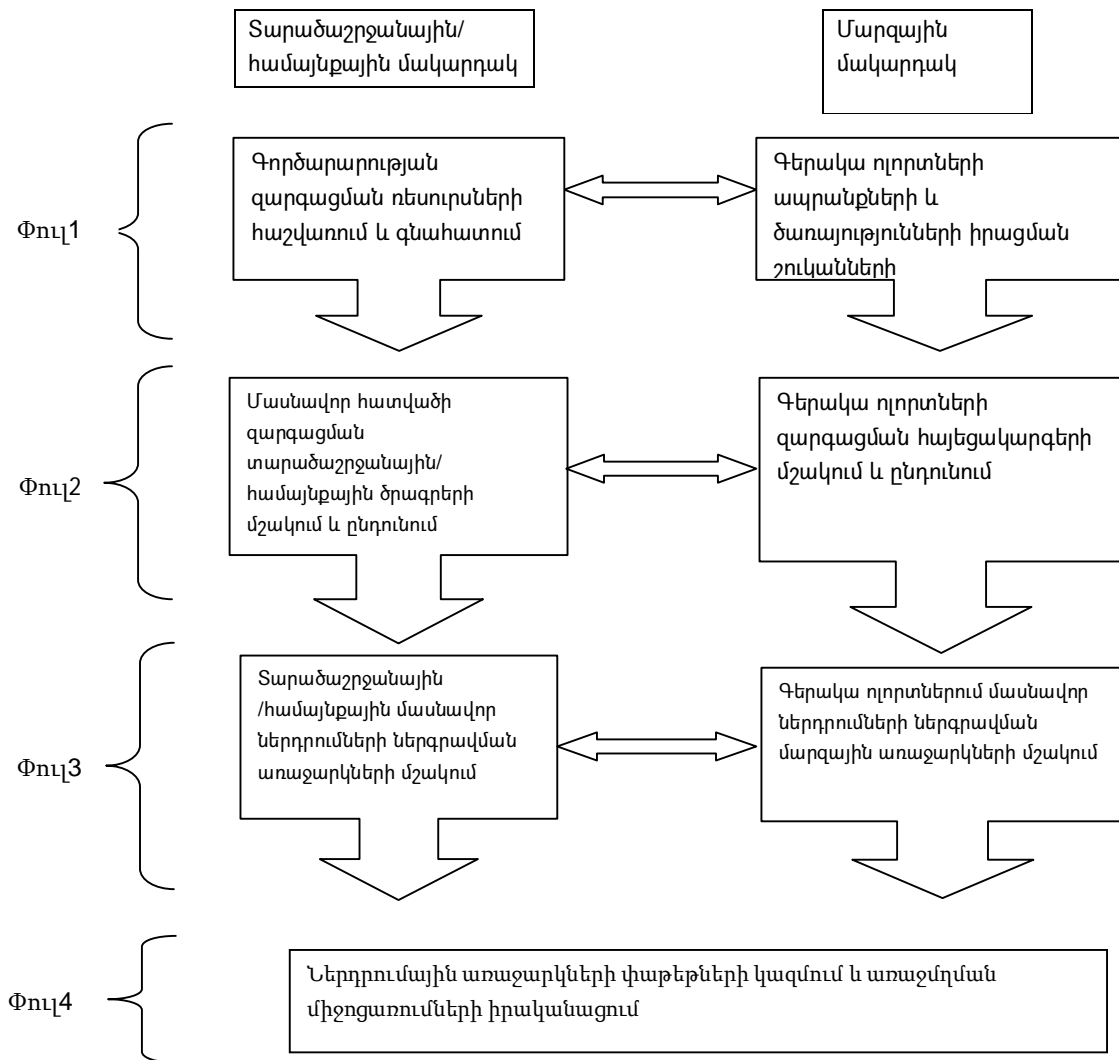 Տարածաշրջանային/
համայնքային մակարդակ
Մարզային
մակարդակ
Փուլ1
Գործարարության
զարգացման ռեսուրսների
հաշվառում և գնահատում
Գերակա ոլորտների
ապրանքների և
ծառայությունների իրացման
շուկանների
Փուլ2
Մասնավոր հատվածի
զարգացման
տարածաշրջանային/
համայնքային ծրագրերի
մշակում և ընդունում
Գերակա ոլորտների
զարգացման հայեցակարգերի
մշակում և ընդունում
Փուլ3
Տարածաշրջանային
/համայնքային մասնավոր
ներդրումների ներգրավման
առաջարկների մշակում
Գերակա ոլորտներում մասնավոր
ներդրումների ներգրավման
մարզային առաջարկների մշակում
Փուլ4
Ներդրումային առաջարկների փաթեթների կազմում և առաջմղման
միջոցառումների իրականացում